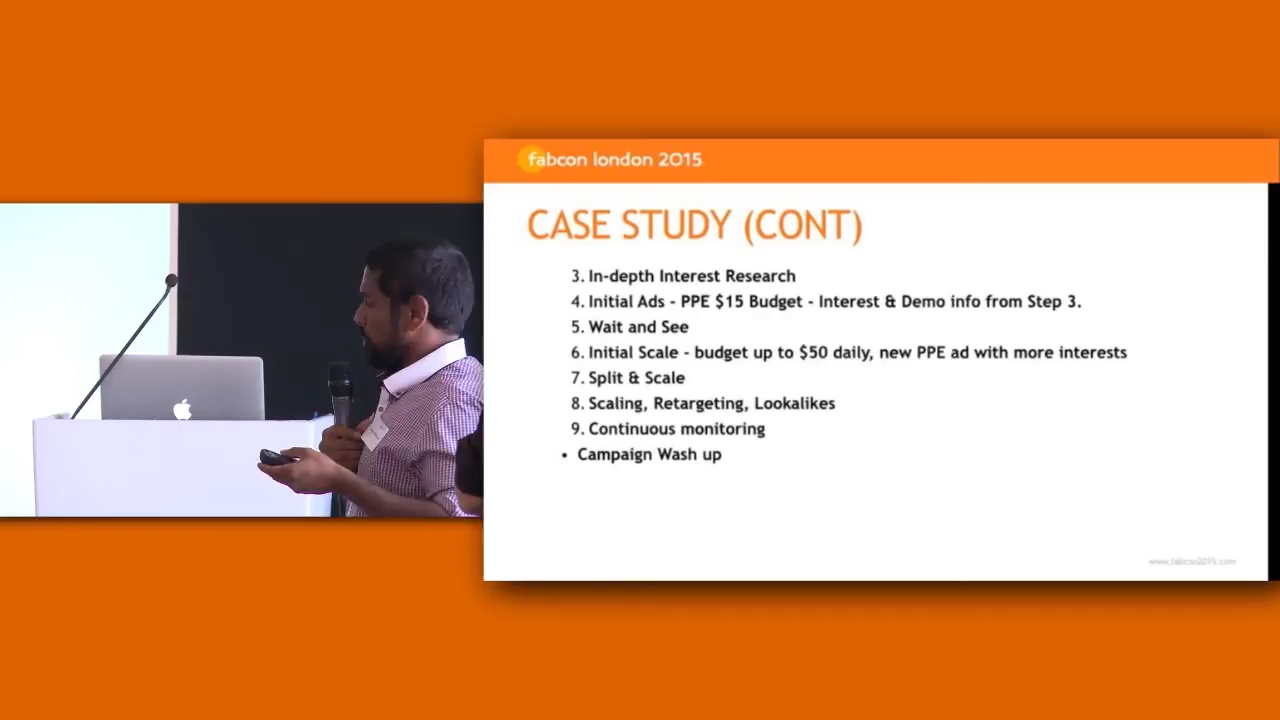 fabcon london 2015
CASE STUDY (CONT)
3. In-depth Interest Research
4. Initial Ads - PPE $15 Budget - Interest & Demo info from Step 3.
5. Wait and See
6. Initial Scale - budget up to $50 daily, new PPE ad with more interests
7. Split & Scale
8. Scaling, Retargeting, Lookalikes
9. Continuous monitoring
• Campaign Wash up
www.fabcon2015.com